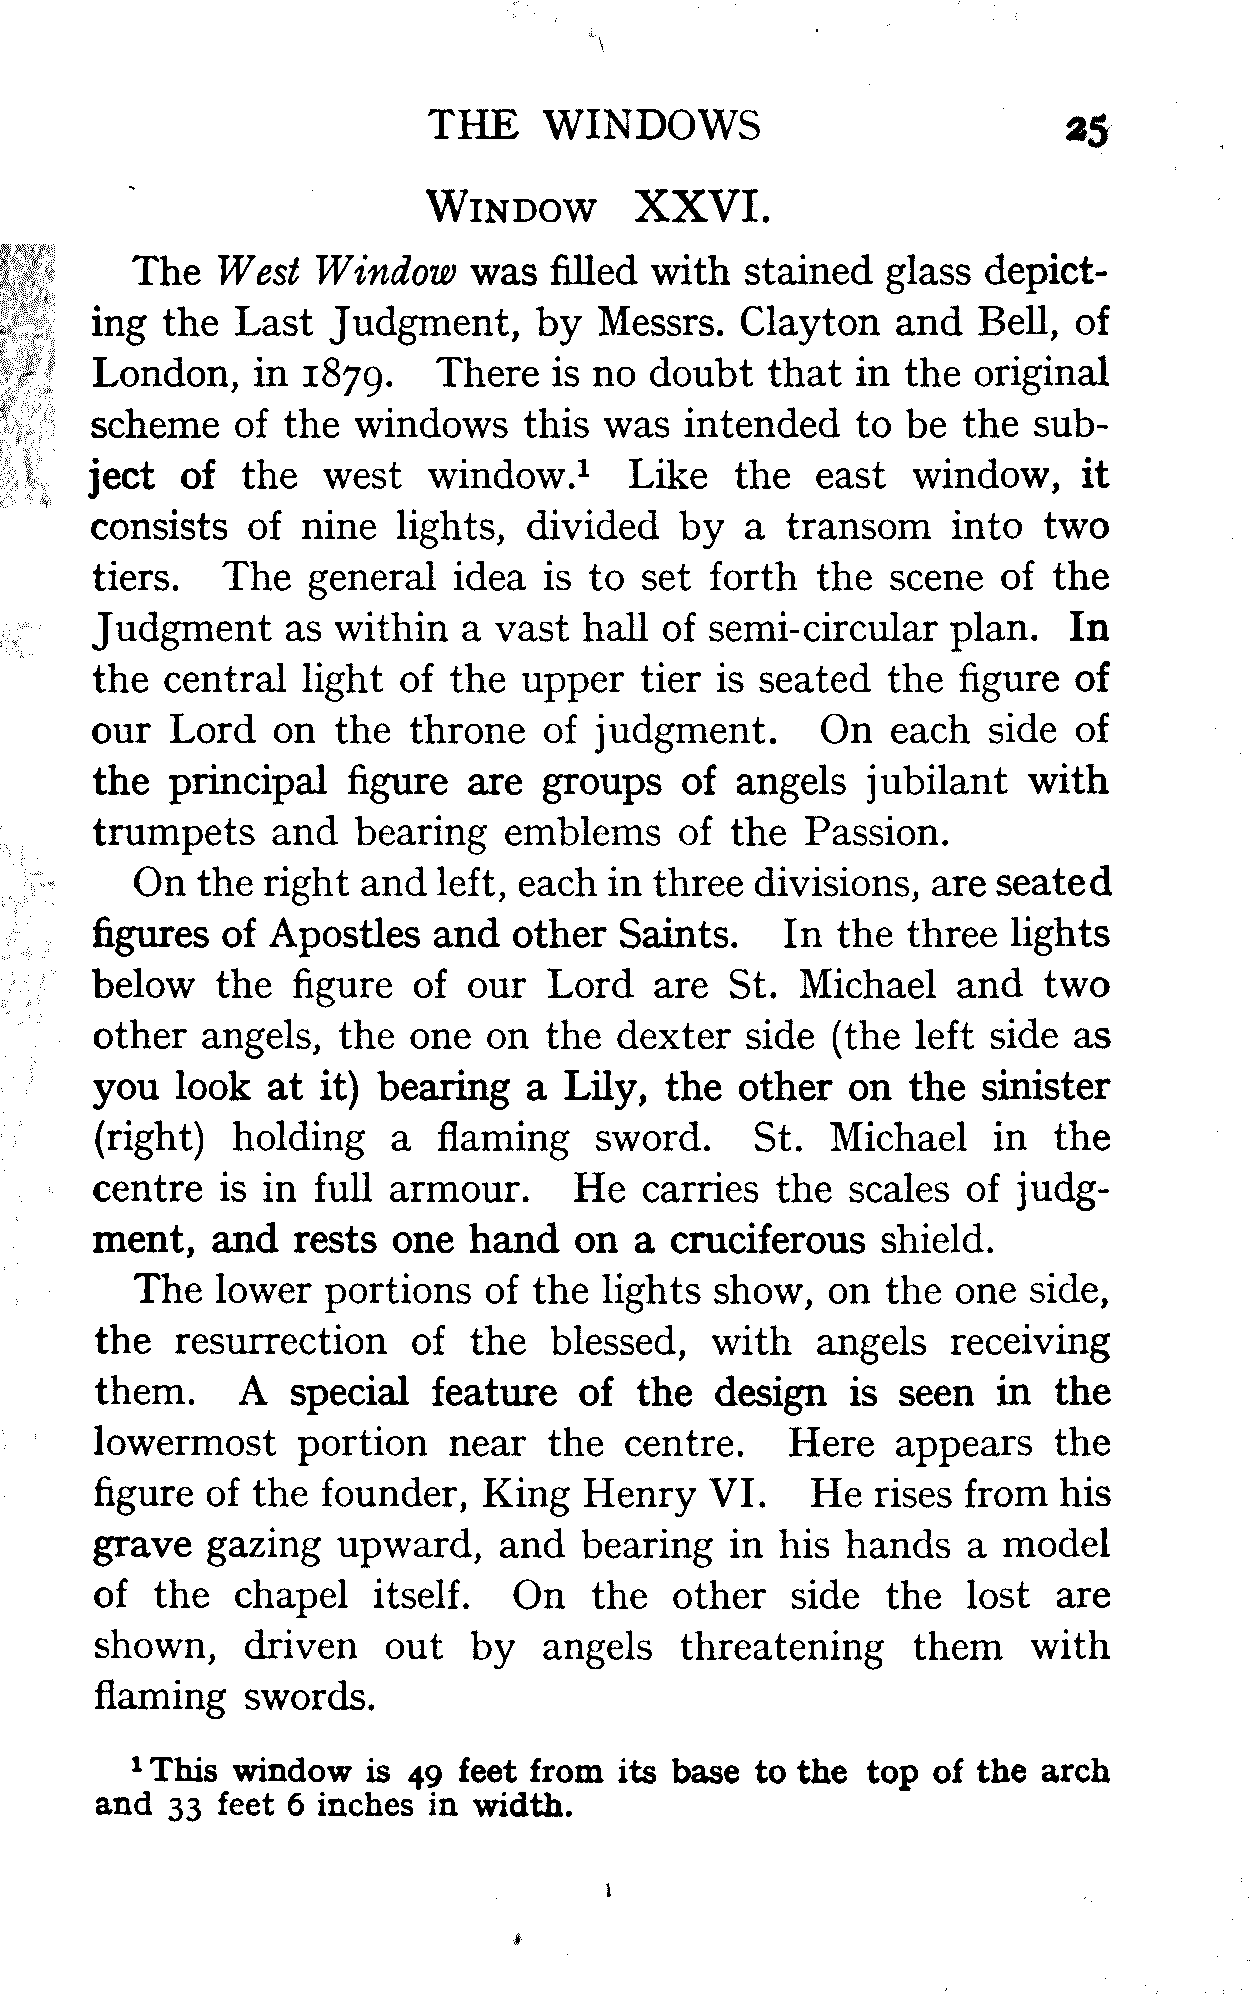 THE WINDOWS 25
WINDOW XXVI.
The West Window was filled with stained glass depict-
ing the Last Judgment, by Messrs. Clayton and Bell, of
London, in 1879. There is no doubt that in the original
scheme of the windows this was intended to be the sub-
ject of the west window.¹ Like the east window, it
consists of nine lights, divided by a transom into two
tiers. The general idea is to set forth the scene of the
Judgment as within a vast hall of semi-circular plan. In
the central light of the upper tier is seated the figure of
our Lord on the throne of judgment. On each side of
the principal figure are groups of angels jubilant with
trumpets and bearing emblems of the Passion.
On the right and left, each in three divisions, are seated
figures of Apostles and other Saints. In the three lights
below the figure of our Lord are St. Michael and two
other angels, the one on the dexter side (the left side as
you look at it) bearing a Lily, the other on the sinister
(right) holding a flaming sword. St. Michael in the
centre is in full armour. He carries the scales of judg-
ment, and rests one hand on a cruciferous shield.
The lower portions of the lights show, on the one side,
the resurrection of the blessed, with angels receiving
them. A special feature of the design is seen in the
lowermost portion near the centre. Here appears the
figure of the founder, King Henry VI. He rises from his
grave gazing upward, and bearing in his hands a model
of the chapel itself. On the other side the lost are
shown, driven out by angels threatening them with
flaming swords.
¹ This window is 49 feet from its base to the top of the arch
and 33 feet 6 inches in width.